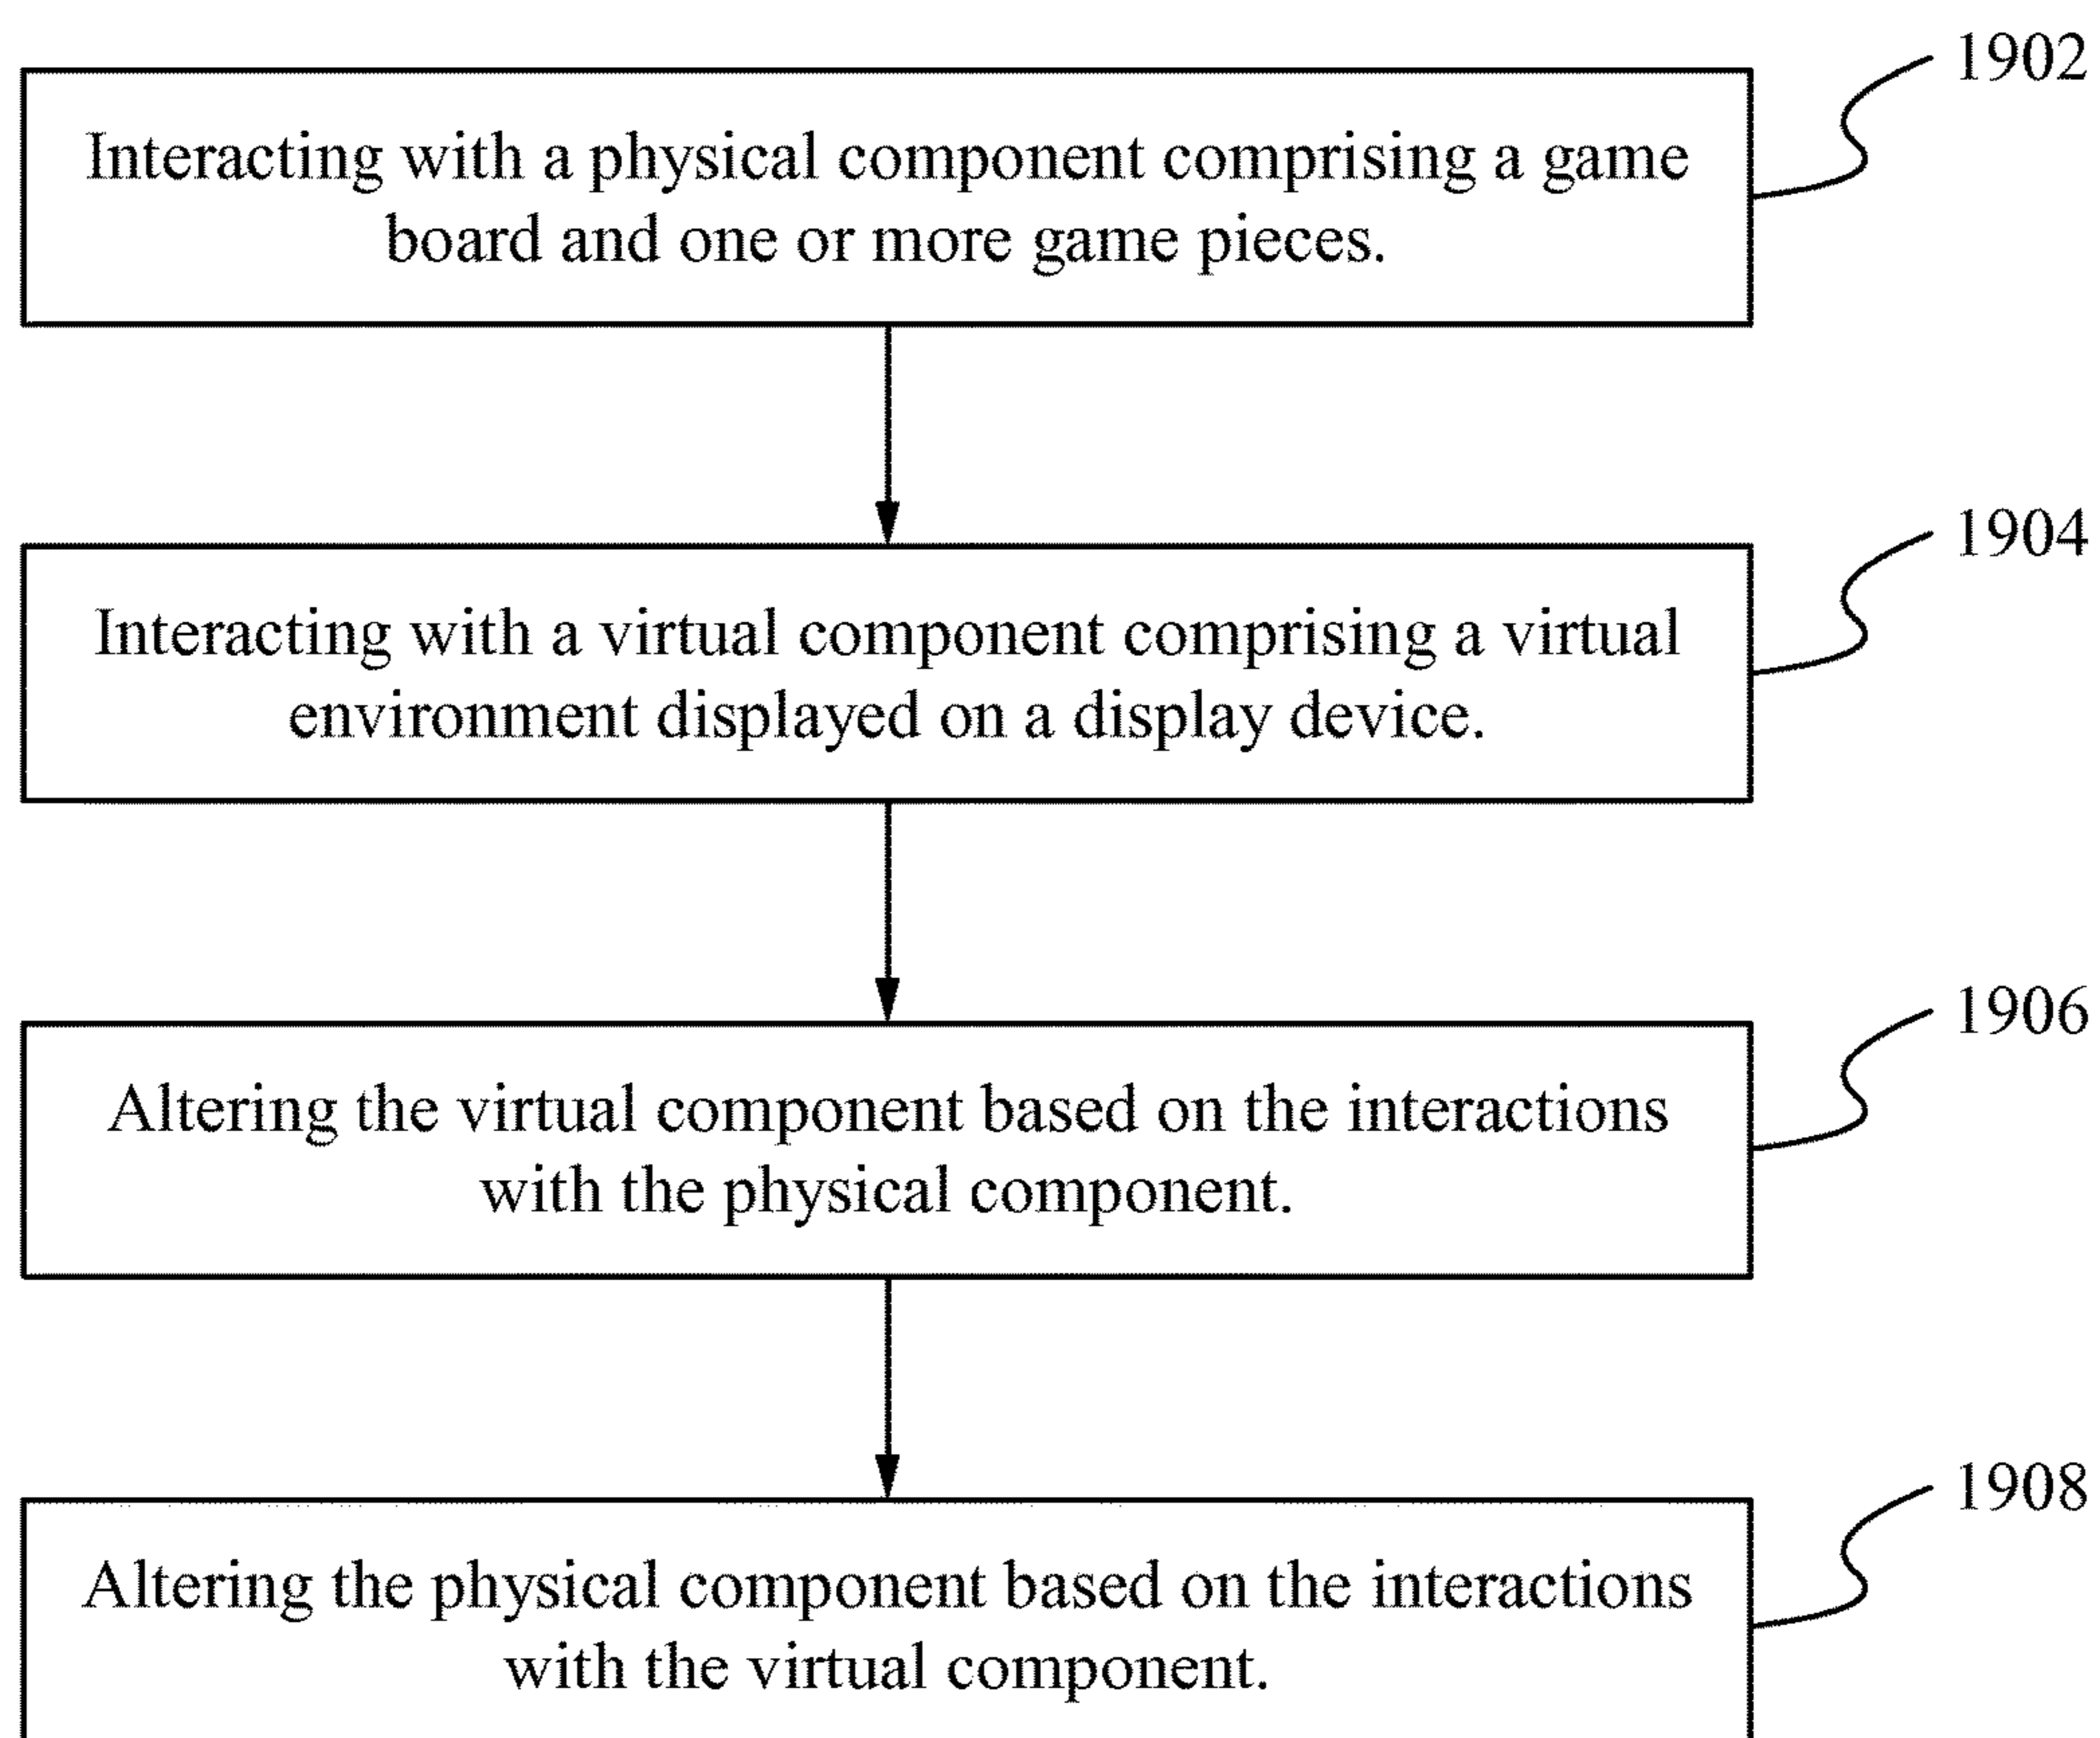 1902
Interacting with a physical component comprising a game
board and one or more game pieces.
1904
Interacting with a virtual component comprising a virtual
environment displayed on a display device.
1906
Altering the virtual component based on the interactions
with the physical component.
1908
Altering the physical component based on the interactions
with the virtual component.